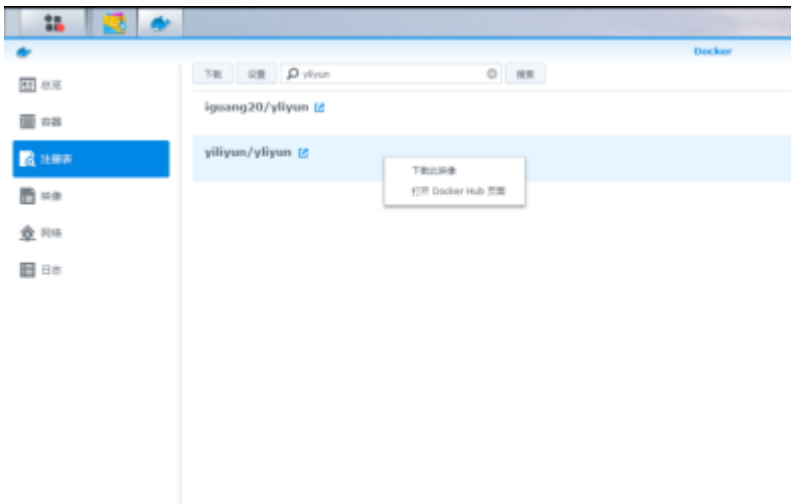 Docker
下载 设置 yliyun 搜索
总览
iguang20/yliyun
容器
注册表
yiliyun/yliyun
下载此映像
打开 Docker Hub 页面
映像
网络
日志